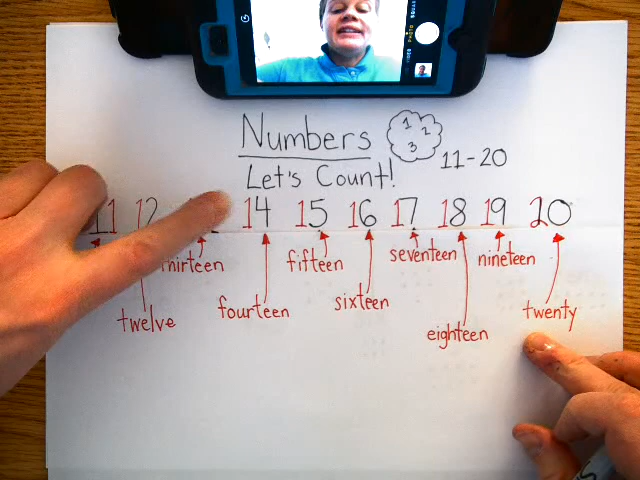 Numbers
1 2 3
11-20
Let's Count!
11 12 14 15 16 17 18 19 20
thirteen fifteen seventeen nineteen
twelve fourteen sixteen eighteen twenty
PHOTO